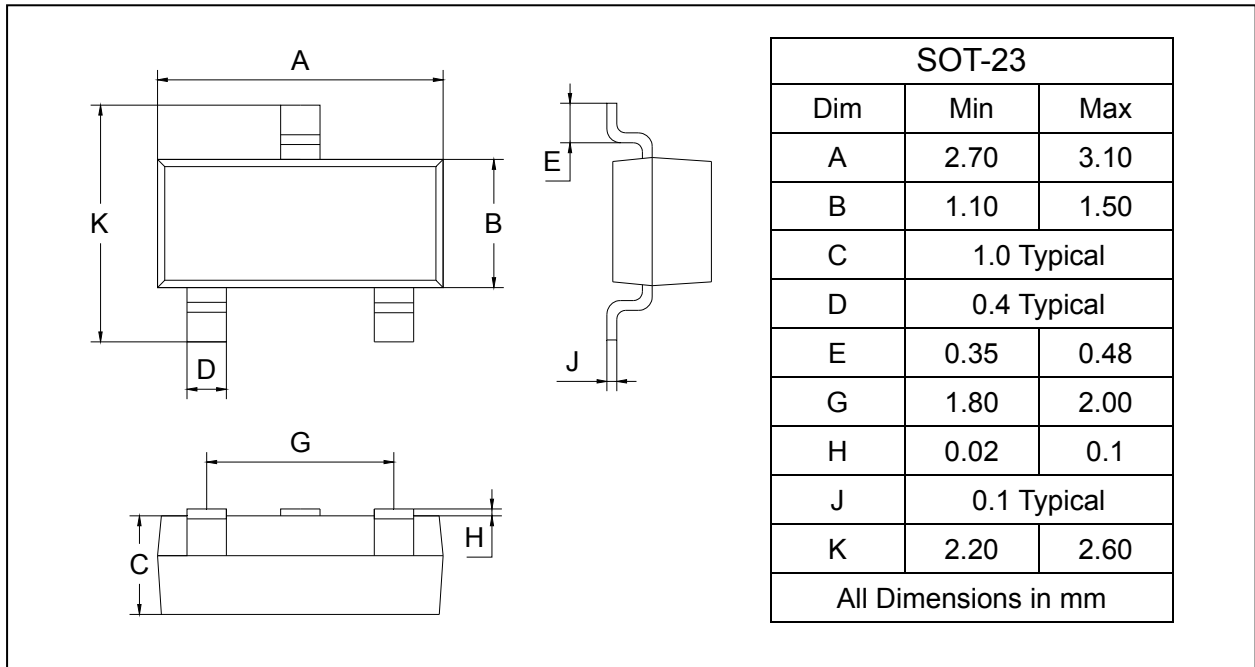 A
K
B
D
E
J
G
H
C
SOT-23
Dim Min Max
A 2.70 3.10
B 1.10 1.50
C 1.0 Typical
D 0.4 Typical
E 0.35 0.48
G 1.80 2.00
H 0.02 0.1
J 0.1 Typical
K 2.20 2.60
All Dimensions in mm